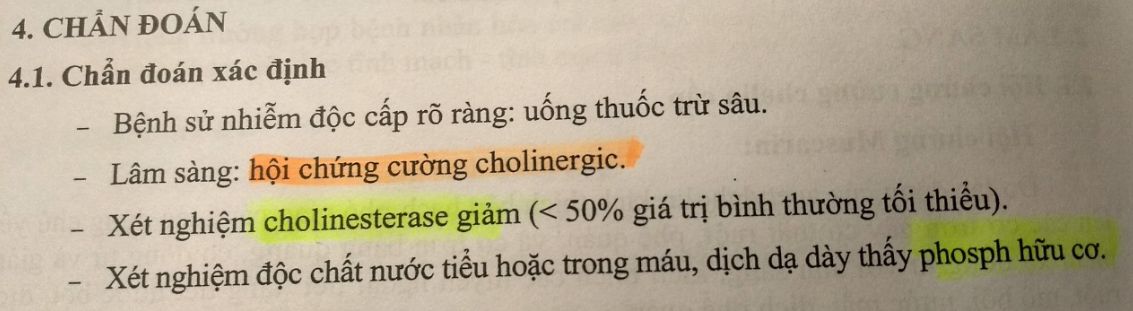 4. CHẨN ĐOÁN
4.1. Chẩn đoán xác định
– Bệnh sử nhiễm độc cấp rõ ràng: uống thuốc trừ sâu.
– Lâm sàng: hội chứng cường cholinergic.
– Xét nghiệm cholinesterase giảm (< 50% giá trị bình thường tối thiểu).
– Xét nghiệm độc chất nước tiểu hoặc trong máu, dịch dạ dày thấy phosph hữu cơ.